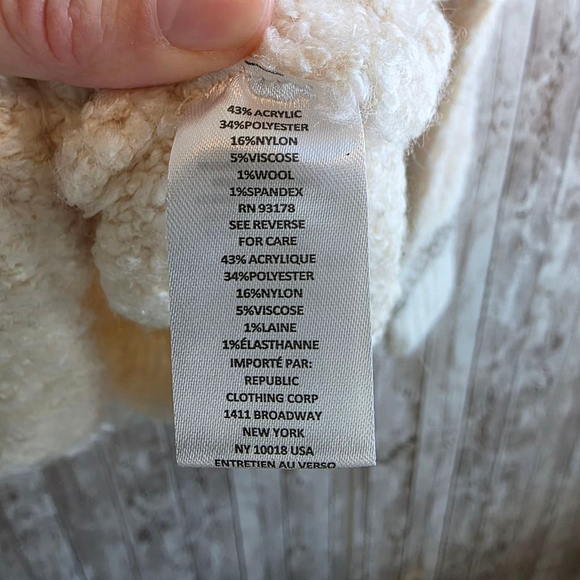 43% ACRYLIC
34%POLYESTER
16%NYLON
5%VISCOSE
1%WOOL
1%SPANDEX
RN 93178
SEE REVERSE
FOR CARE
43% ACRYLIQUE
34%POLYESTER
16%NYLON
5%VISCOSE
1%LAINE
1%ÉLASTHANNE
IMPORTÉ PAR:
REPUBLIC
CLOTHING CORP
1411 BROADWAY
NEW YORK
NY 10018 USA
ENTRETIEN AU VERSO